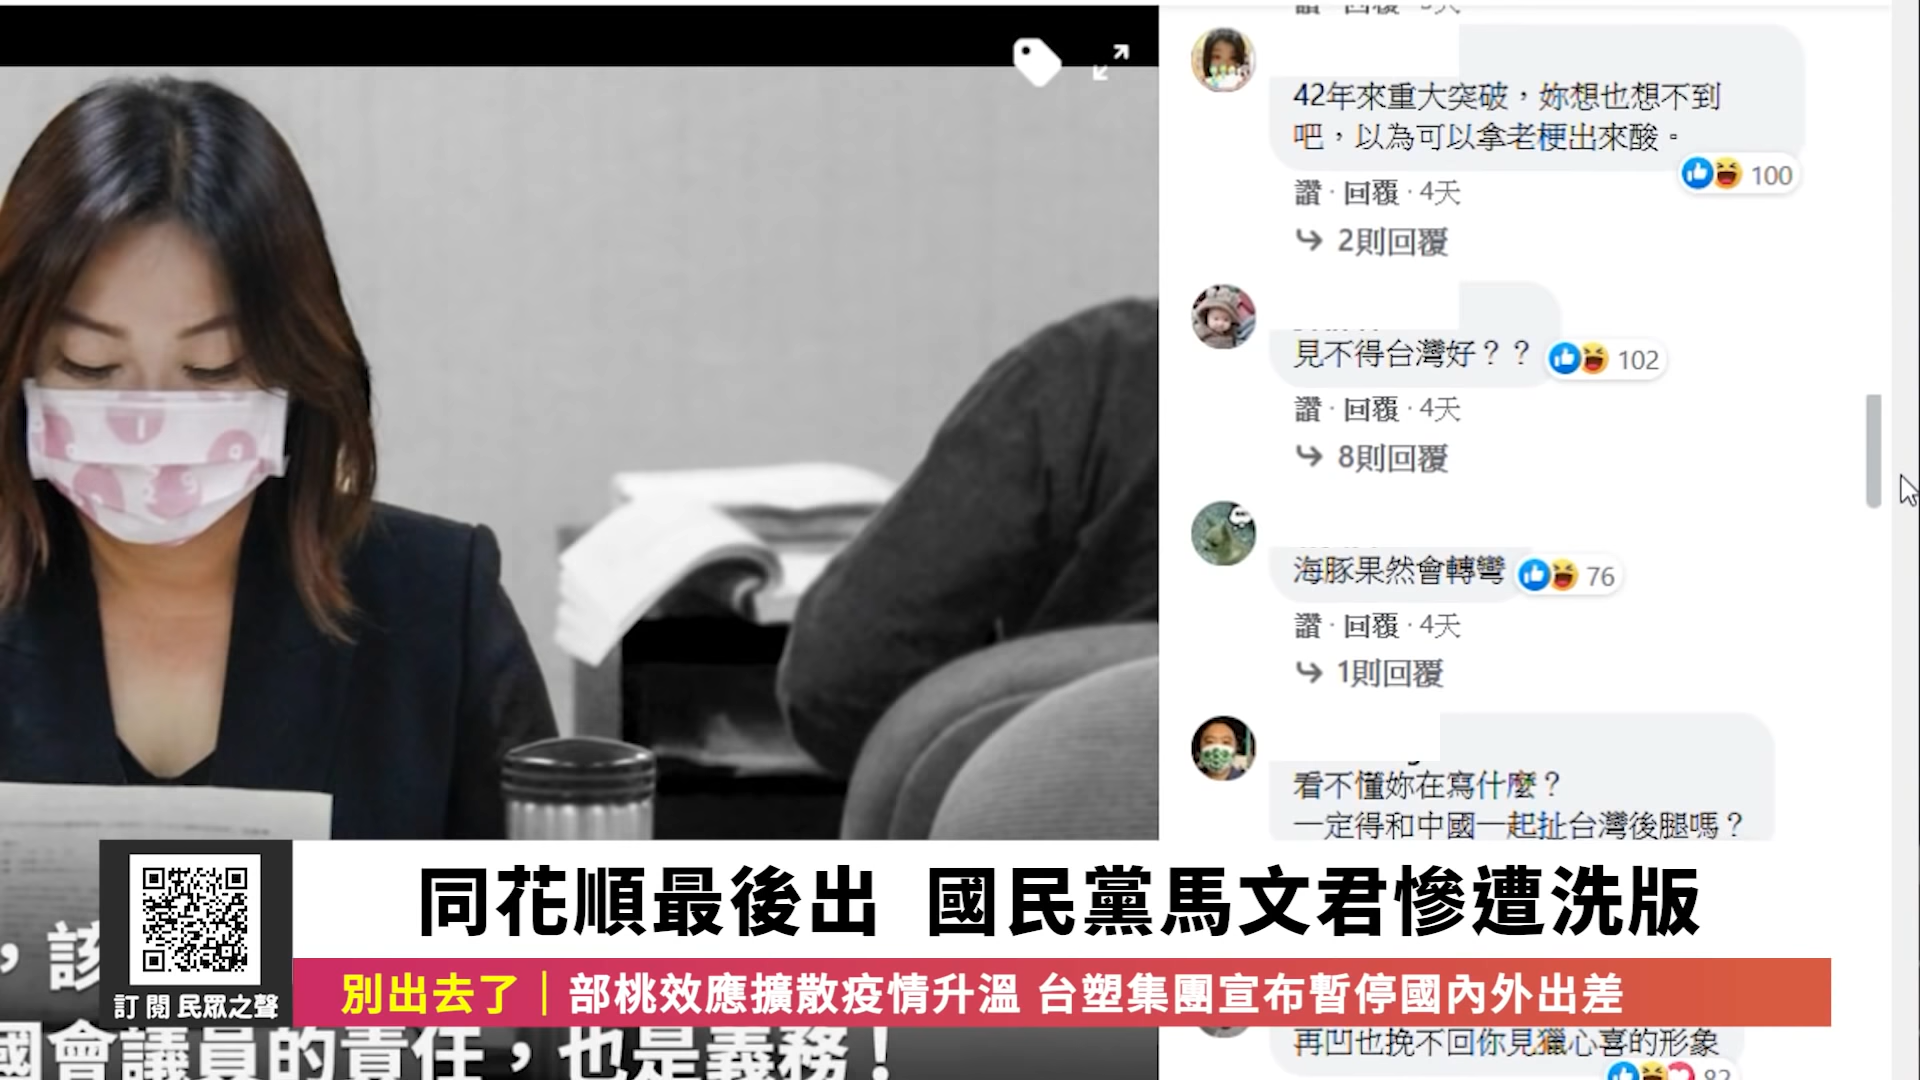 42年來重大突破，妳想也想不到
吧，以為可以拿老梗出來酸。
100
讚 · 回覆 · 4天
2則回覆
見不得台灣好？？
102
讚 · 回覆 · 4天
8則回覆
海豚果然會轉彎
76
讚 · 回覆 · 4天
1則回覆
看不懂妳在寫什麼？
一定得和中國一起扯台灣後腿嗎？
同花順最後出 國民黨馬文君慘遭洗版
，該
訂閱 民眾之聲
別出去了｜部桃效應擴散疫情升溫 台塑集團宣布暫停國內外出差
國會議員的責任，也是義務！
再凹也挽不回你見獵心喜的形象